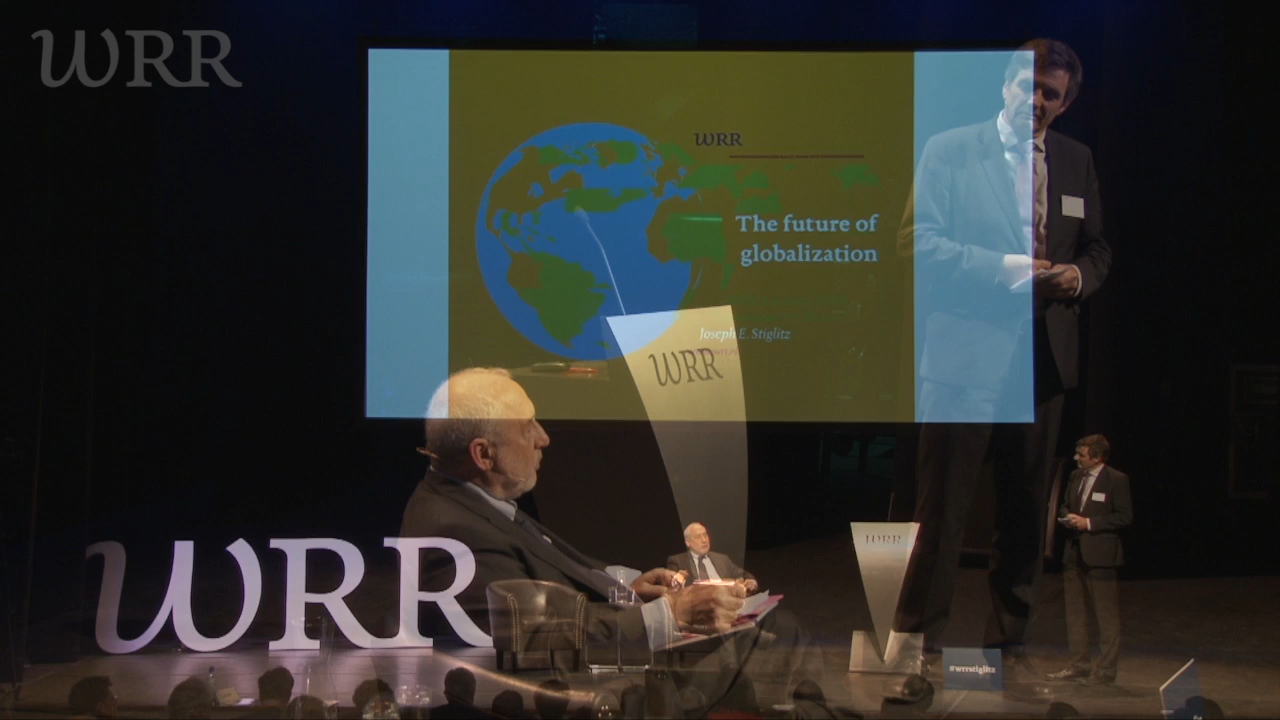 WRR
WRR
The future of
globalization
Joseph E. Stiglitz
WRR
WRR
WRR
#wrrstiglitz